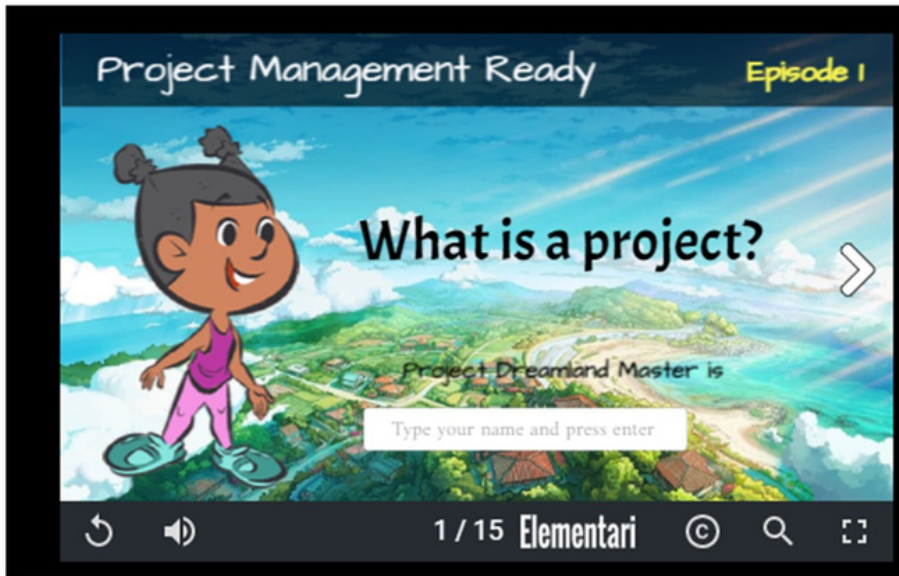 Project Management Ready
Episode 1
What is a project?
Project Dreamland Master is
Type your name and press enter
1 / 15 Elementari
©